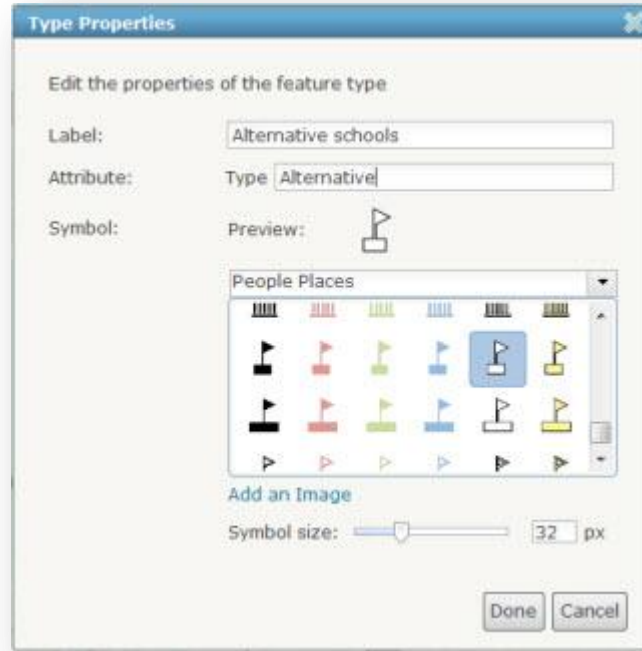 Type Properties
Edit the properties of the feature type
Label: Alternative schools
Attribute: Type Alternative
Symbol: Preview:
People Places
Add an Image
Symbol size: 32 px
Done Cancel